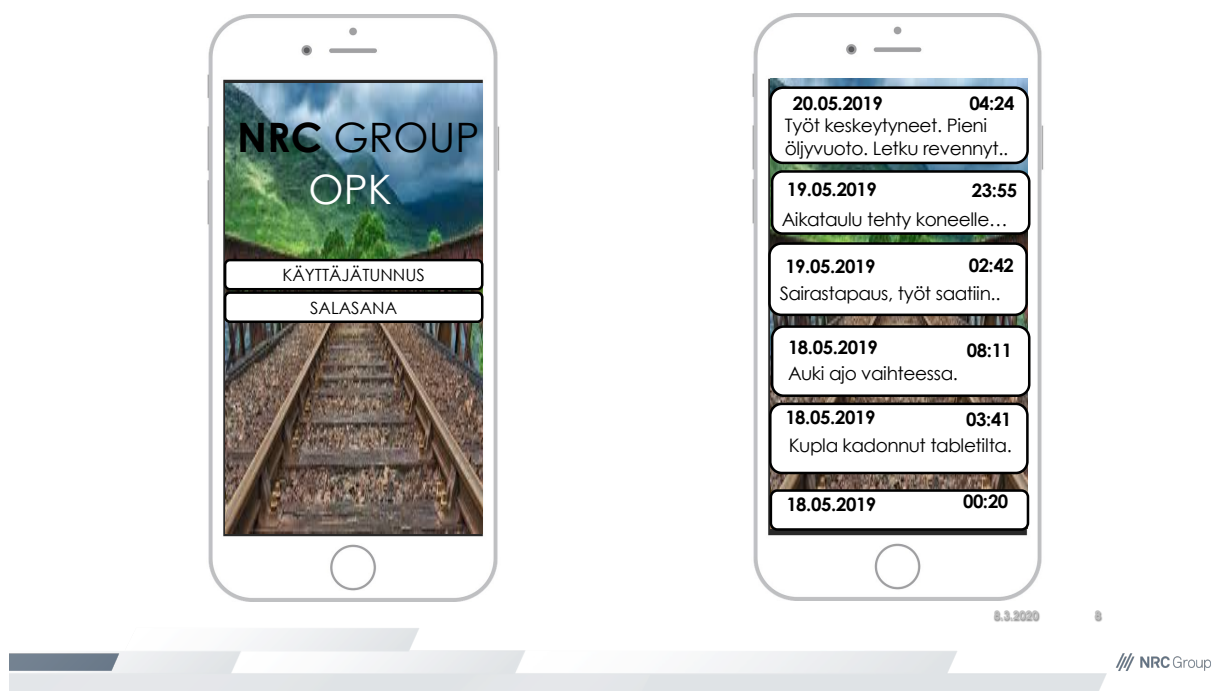 NRC GROUP
OPK
KÄYTTÄJÄTUNNUS
SALASANA
20.05.2019 04:24
Työt keskeytyneet. Pieni
öljyvuoto. Letku revennyt..
19.05.2019 23:55
Aikataulu tehty koneelle...
19.05.2019 02:42
Sairastapaus, työt saatiin..
18.05.2019 08:11
Auki ajo vaihteessa.
18.05.2019 03:41
Kupla kadonnut tabletilta.
18.05.2019 00:20
8.3.2020 8
NRC Group